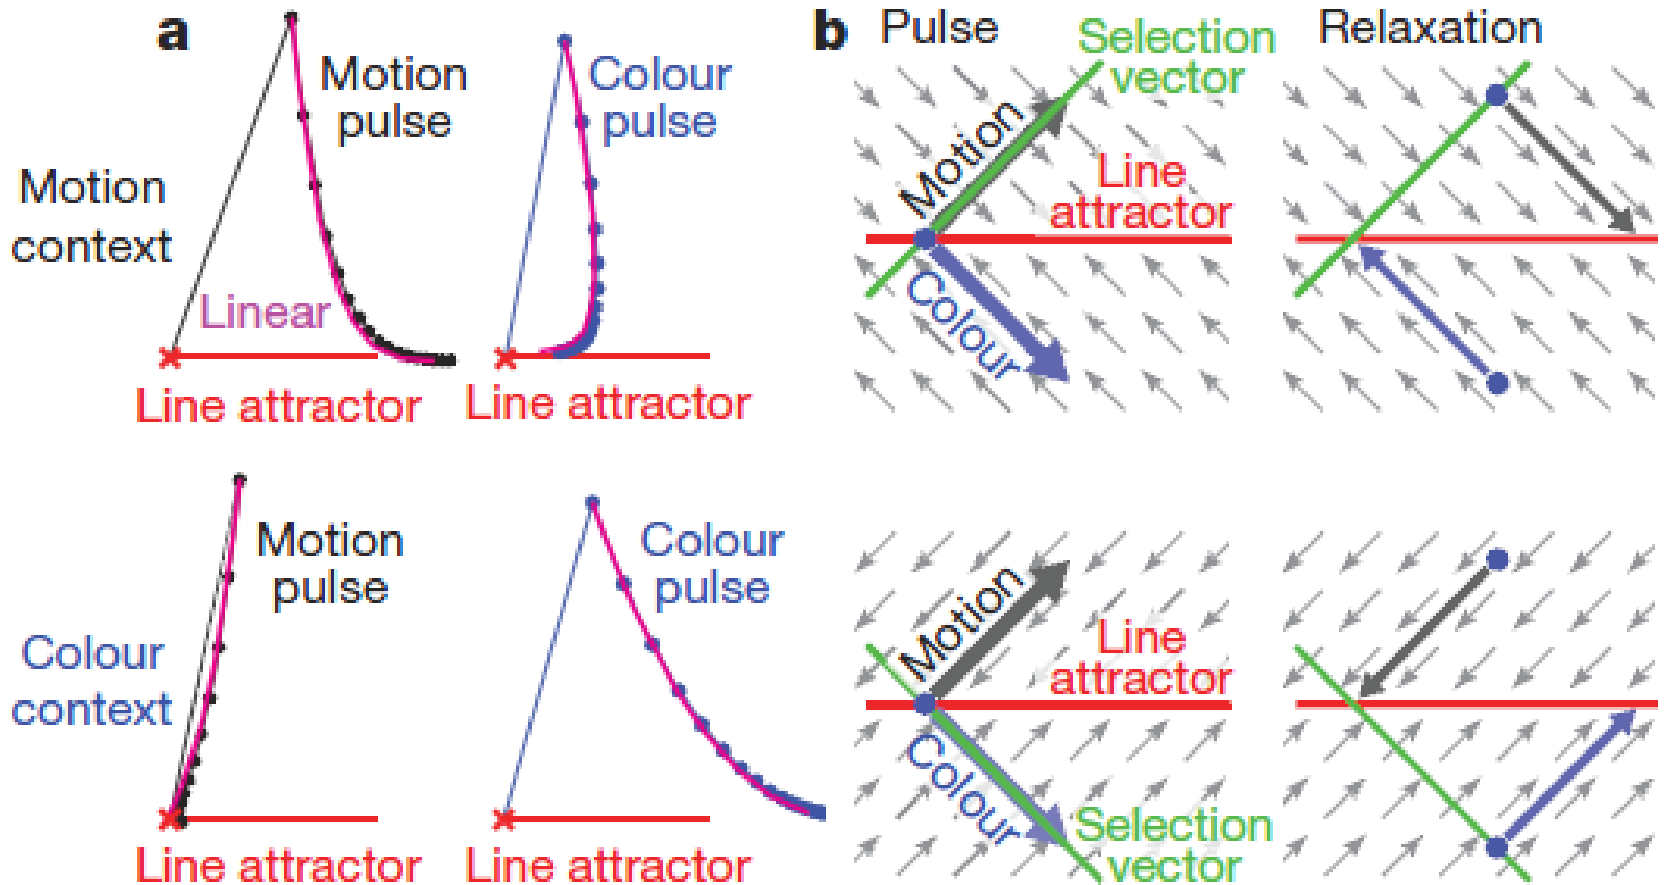 a
Motion
pulse
Colour
pulse
Motion
context
Linear
Line attractor
Line attractor
Motion
pulse
Colour
pulse
Colour
context
Line attractor
Line attractor
b
Pulse
Selection
vector
Relaxation
Motion
Line
attractor
Colour
Motion
Line
attractor
Colour
Selection
vector